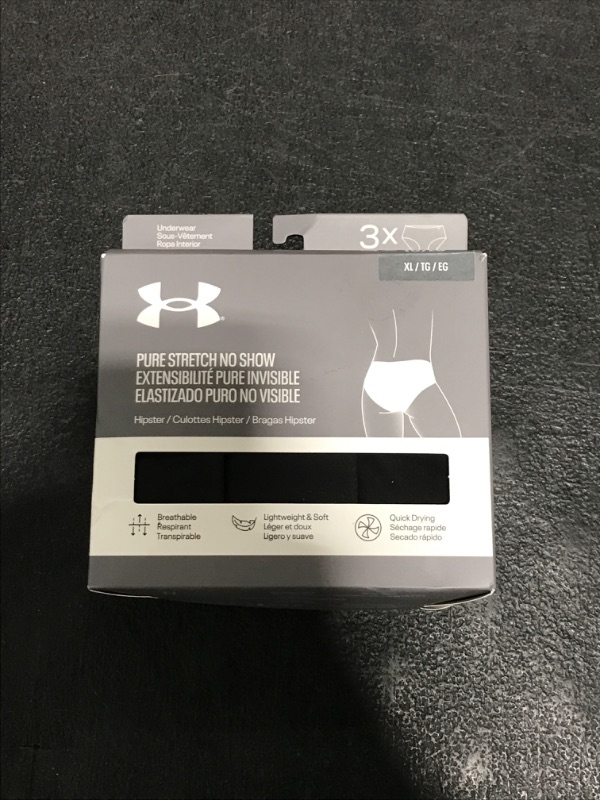 Underwear
Sous-Vêtement
Ropa Interior
3X
XL / TG / EG
PURE STRETCH NO SHOW
EXTENSIBILITÉ PURE INVISIBLE
ELASTIZADO PURO NO VISIBLE
Hipster / Culottes Hipster / Bragas Hipster
Breathable
Respirant
Transpirable
Lightweight & Soft
Léger et doux
Ligero y suave
Quick Drying
Séchage rapide
Secado rápido